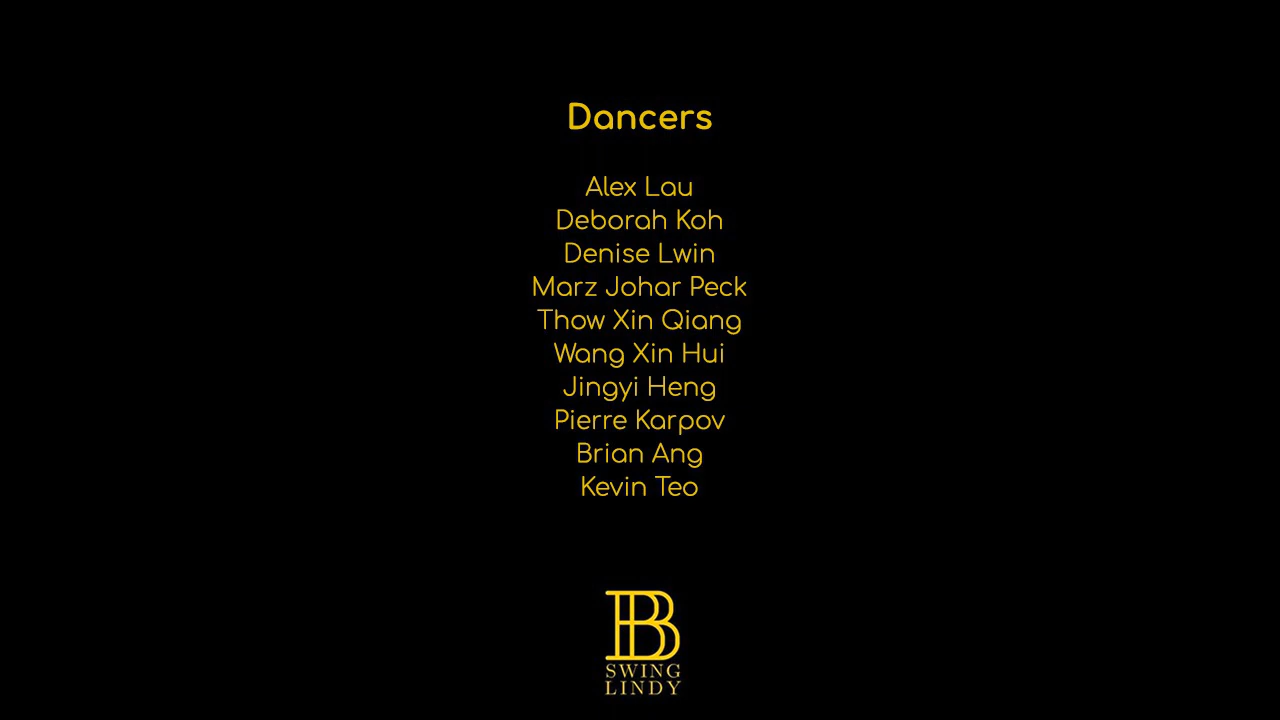 Dancers
Alex Lau
Deborah Koh
Denise Lwin
Marz Johar Peck
Thow Xin Qiang
Wang Xin Hui
Jingyi Heng
Pierre Karpov
Brian Ang
Kevin Teo
B
SWING
LINDY